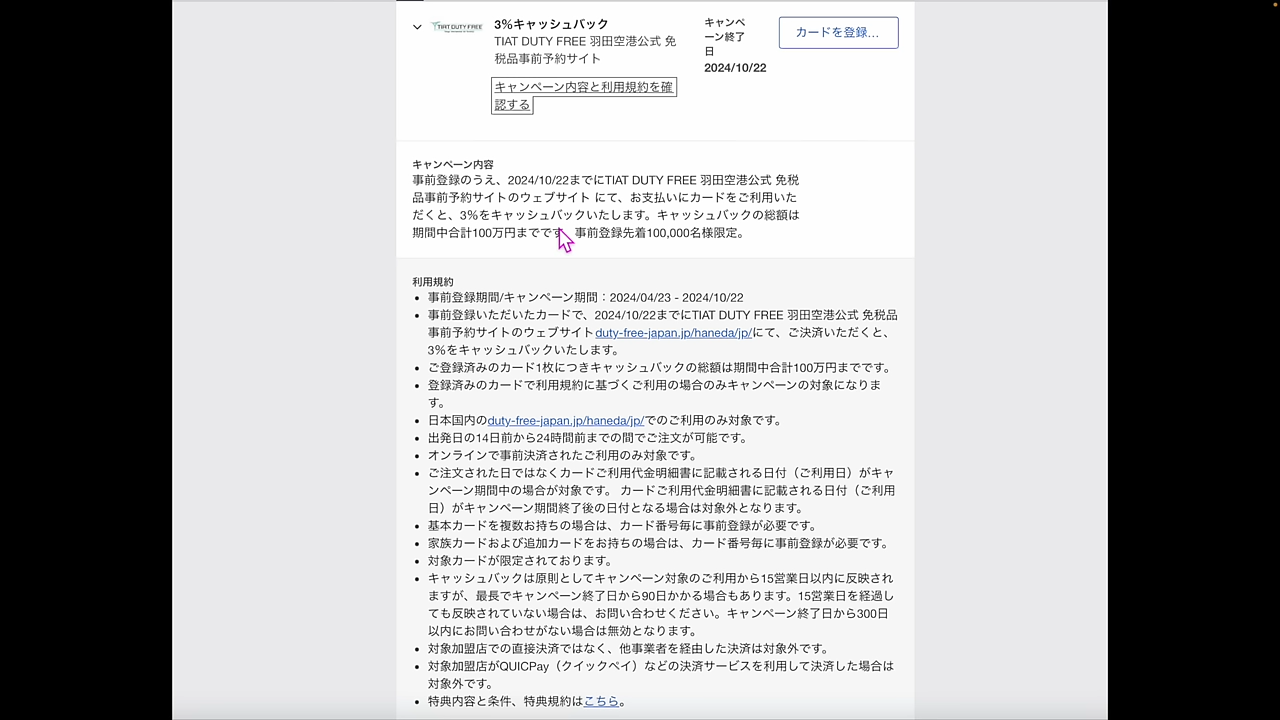 TIAT DUTY FREE
3%キャッシュバック
TIAT DUTY FREE 羽田空港公式 免
税品事前予約サイト
キャンペーン内容と利用規約を確
認する
キャンペ
ーン終了
日
2024/10/22
カードを登録…
キャンペーン内容
事前登録のうえ、2024/10/22までにTIAT DUTY FREE 羽田空港公式 免税
品事前予約サイトのウェブサイト にて、お支払いにカードをご利用いた
だくと、3%をキャッシュバックいたします。キャッシュバックの総額は
期間中合計100万円までです。事前登録先着100,000名様限定。
利用規約
• 事前登録期間/キャンペーン期間：2024/04/23 - 2024/10/22
• 事前登録いただいたカードで、2024/10/22までにTIAT DUTY FREE 羽田空港公式 免税品
事前予約サイトのウェブサイトduty-free-japan.jp/haneda/jp/にて、ご決済いただくと、
3%をキャッシュバックいたします。
• ご登録済みのカード1枚につきキャッシュバックの総額は期間中合計100万円までです。
• 登録済みのカードで利用規約に基づくご利用の場合のみキャンペーンの対象になりま
す。
• 日本国内のduty-free-japan.jp/haneda/jp/でのご利用のみ対象です。
• 出発日の14日前から24時間前までの間でご注文が可能です。
• オンラインで事前決済されたご利用のみ対象です。
• ご注文された日ではなくカードご利用代金明細書に記載される日付（ご利用日）がキャ
ンペーン期間中の場合が対象です。 カードご利用代金明細書に記載される日付（ご利用
日）がキャンペーン期間終了後の日付となる場合は対象外となります。
• 基本カードを複数お持ちの場合は、カード番号毎に事前登録が必要です。
• 家族カードおよび追加カードをお持ちの場合は、カード番号毎に事前登録が必要です。
• 対象カードが限定されております。
• キャッシュバックは原則としてキャンペーン対象のご利用から15営業日以内に反映され
ますが、最長でキャンペーン終了日から90日かかる場合もあります。15営業日を経過し
ても反映されていない場合は、お問い合わせください。キャンペーン終了日から300日
以内にお問い合わせがない場合は無効となります。
• 対象加盟店での直接決済ではなく、他事業者を経由した決済は対象外です。
• 対象加盟店がQUICPay（クイックペイ）などの決済サービスを利用して決済した場合は
対象外です。
• 特典内容と条件、特典規約はこちら。